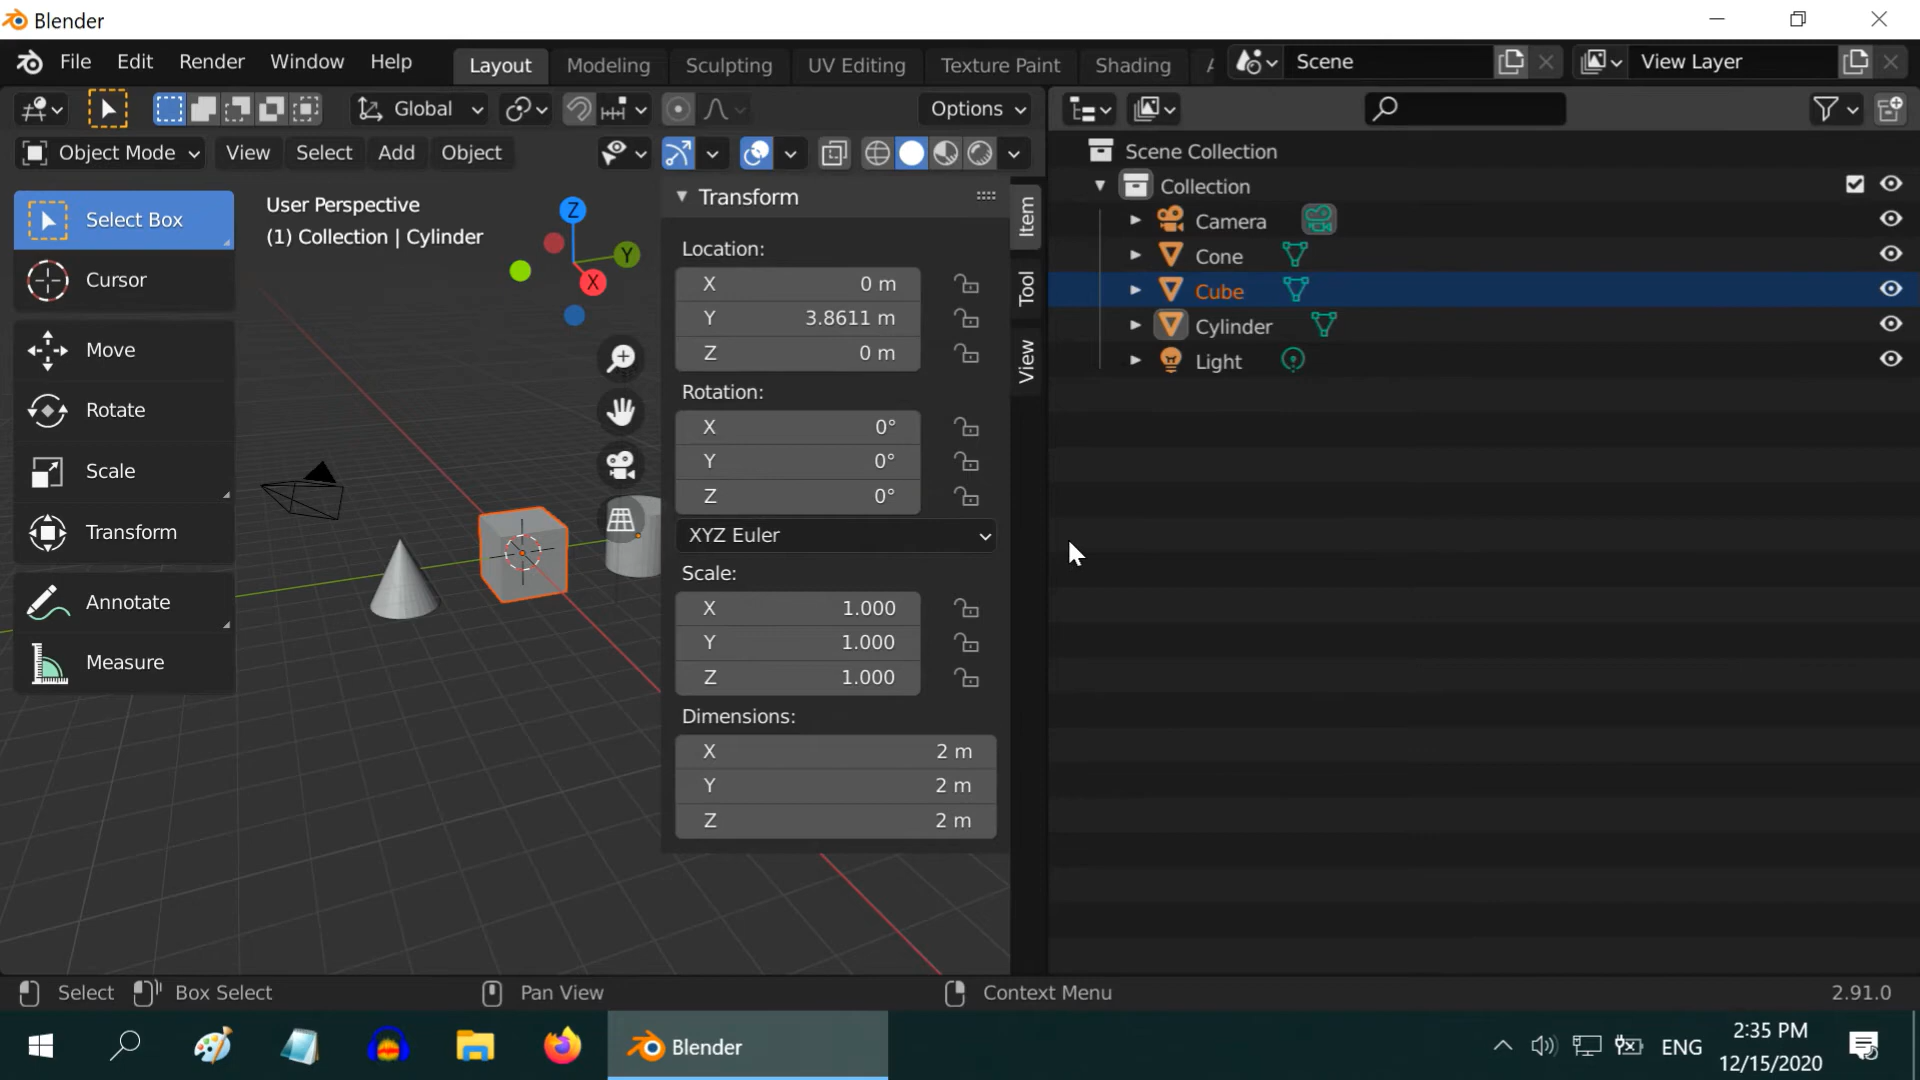 Blender
File Edit Render Window Help Layout Modeling Sculpting UV Editing Texture Paint Shading Scene View Layer
Global Options
Object Mode View Select Add Object
Select Box
Cursor
Move
Rotate
Scale
Transform
Annotate
Measure
User Perspective
(1) Collection | Cylinder
Z
Y
X
Transform
Location:
X 0 m
Y 3.8611 m
Z 0 m
Rotation:
X 0°
Y 0°
Z 0°
XYZ Euler
Scale:
X 1.000
Y 1.000
Z 1.000
Dimensions:
X 2 m
Y 2 m
Z 2 m
Item
Tool
View
Scene Collection
Collection
Camera
Cone
Cube
Cylinder
Light
Select Box Select Pan View Context Menu 2.91.0
Blender
ENG
2:35 PM
12/15/2020